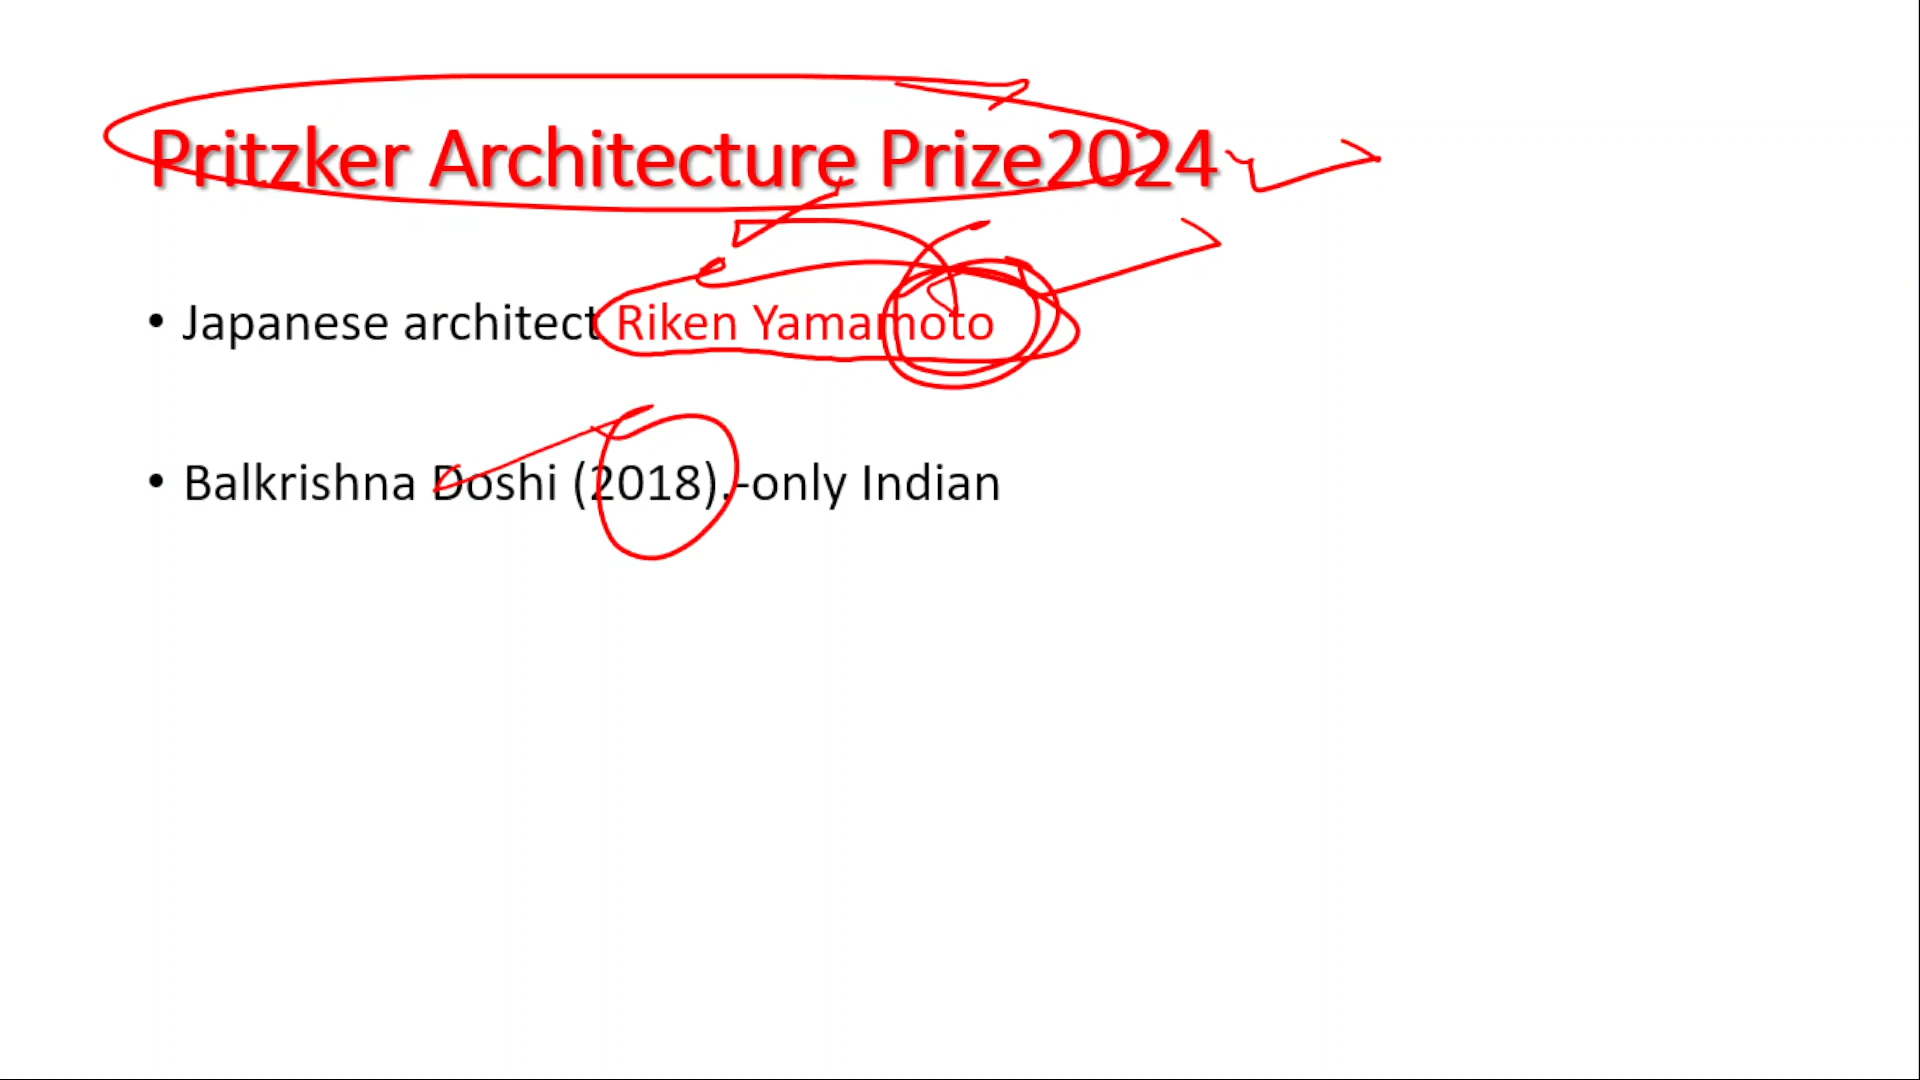 Pritzker Architecture Prize2024
• Japanese architect Riken Yamamoto
• Balkrishna Doshi (2018).-only Indian